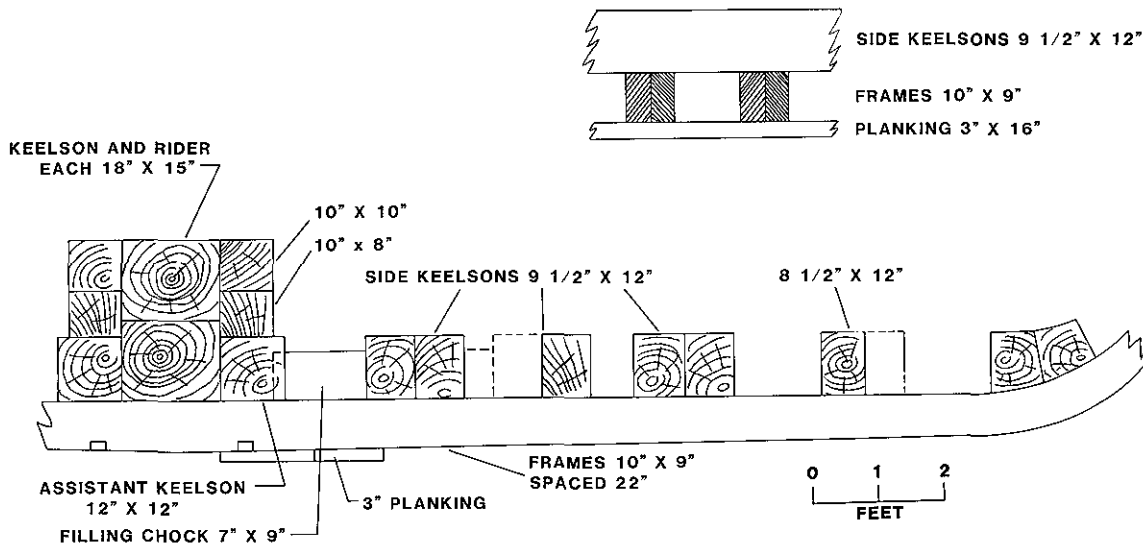 SIDE KEELSONS 9 1/2" X 12"
FRAMES 10" X 9"
PLANKING 3" X 16"
KEELSON AND RIDER
EACH 18" X 15"
10" X 10"
10" x 8"
SIDE KEELSONS 9 1/2" X 12"
8 1/2" X 12"
FRAMES 10" X 9"
SPACED 22"
ASSISTANT KEELSON
12" X 12"
3" PLANKING
FILLING CHOCK 7" X 9"
0 1 2
FEET